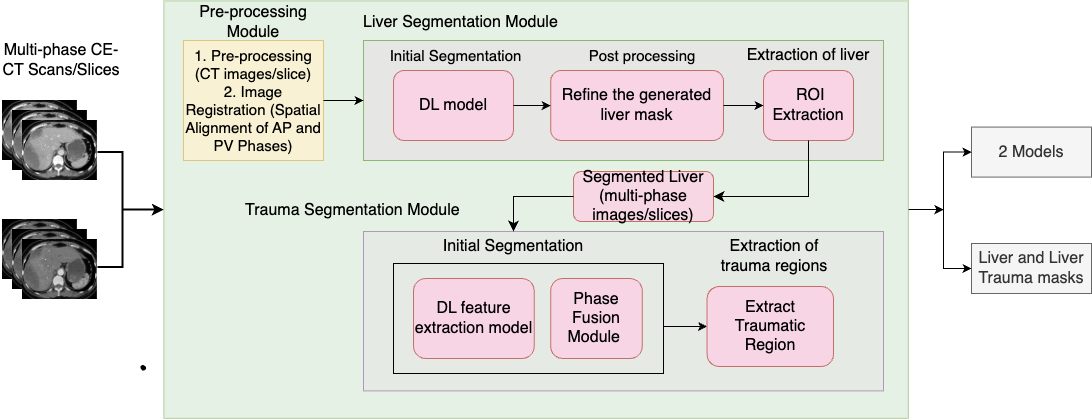 Multi-phase CE-
CT Scans/Slices
Pre-processing
Module
1. Pre-processing
(CT images/slice)
2. Image
Registration (Spatial
Alignment of AP and
PV Phases)
Liver Segmentation Module
Initial Segmentation
DL model
Post processing
Refine the generated
liver mask
Extraction of liver
ROI
Extraction
Segmented Liver
(multi-phase
images/slices)
Trauma Segmentation Module
Initial Segmentation
DL feature
extraction model
Phase
Fusion
Module
Extraction of
trauma regions
Extract
Traumatic
Region
2 Models
Liver and Liver
Trauma masks